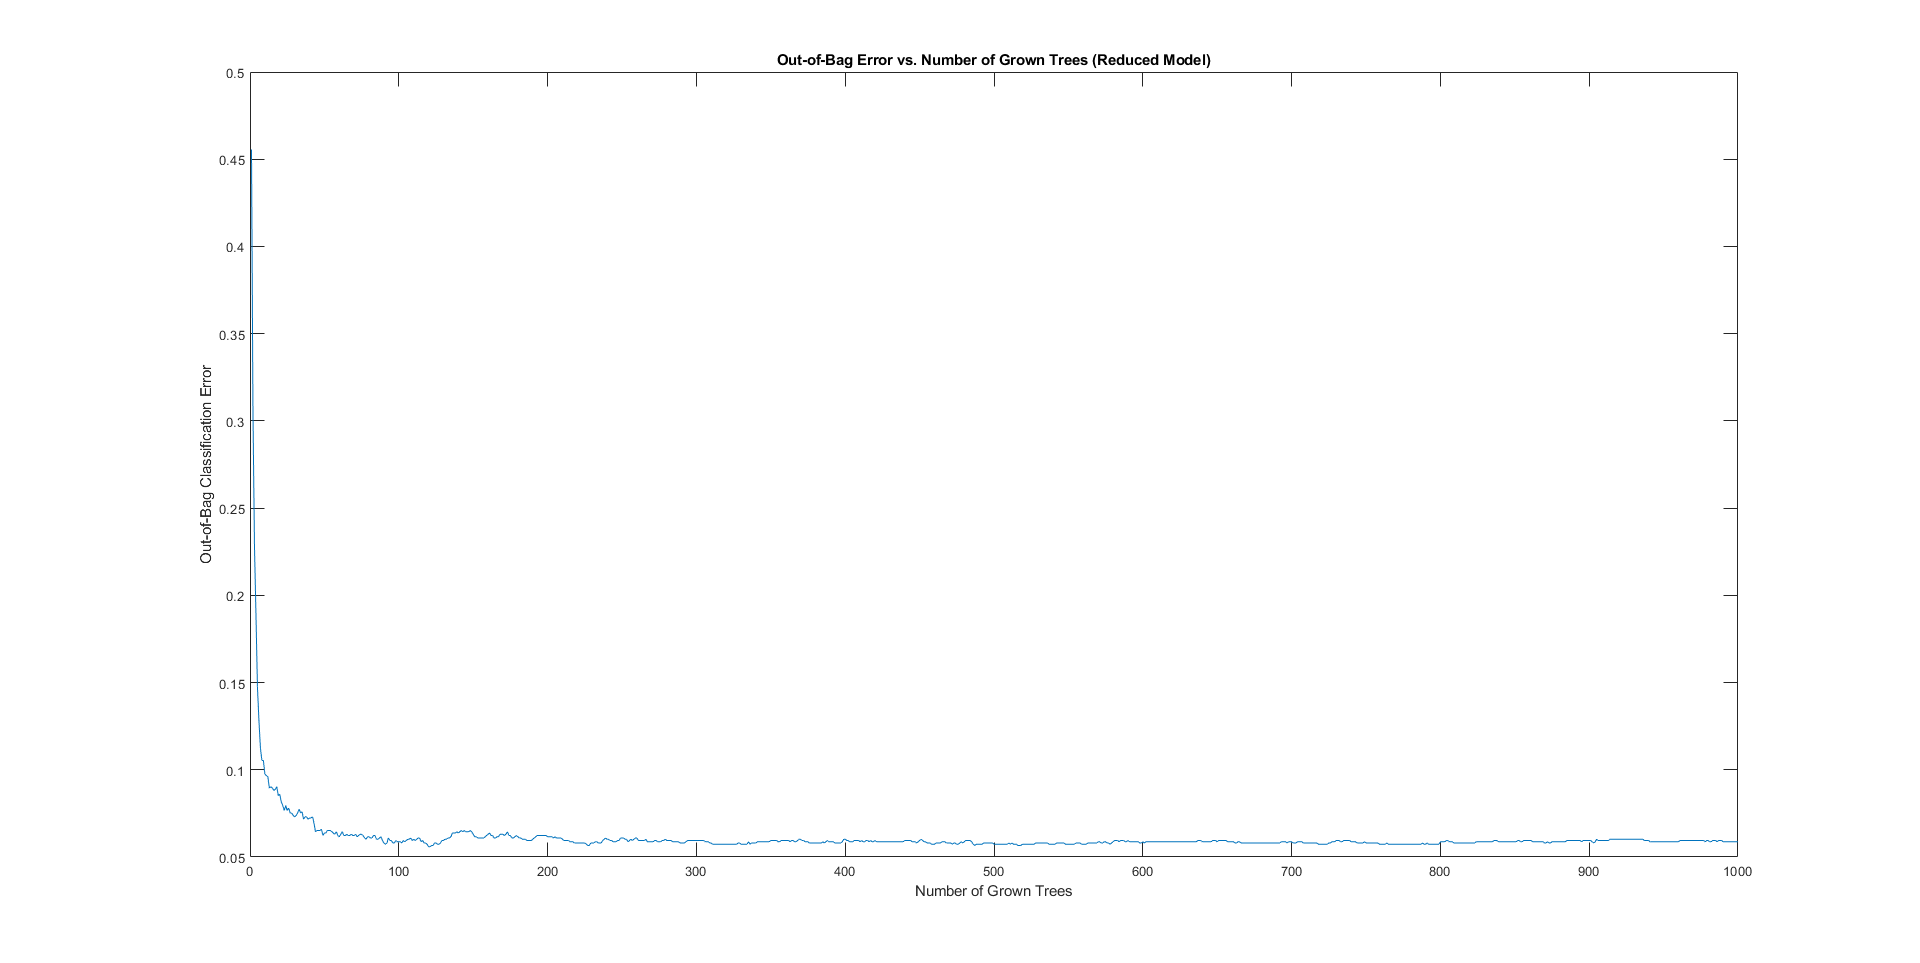 Out-of-Bag Error vs. Number of Grown Trees (Reduced Model)
0.5
0.45
0.4
0.35
0.3
0.25
0.2
0.15
0.1
0.05
Out-of-Bag Classification Error
0 100 200 300 400 500 600 700 800 900 1000
Number of Grown Trees